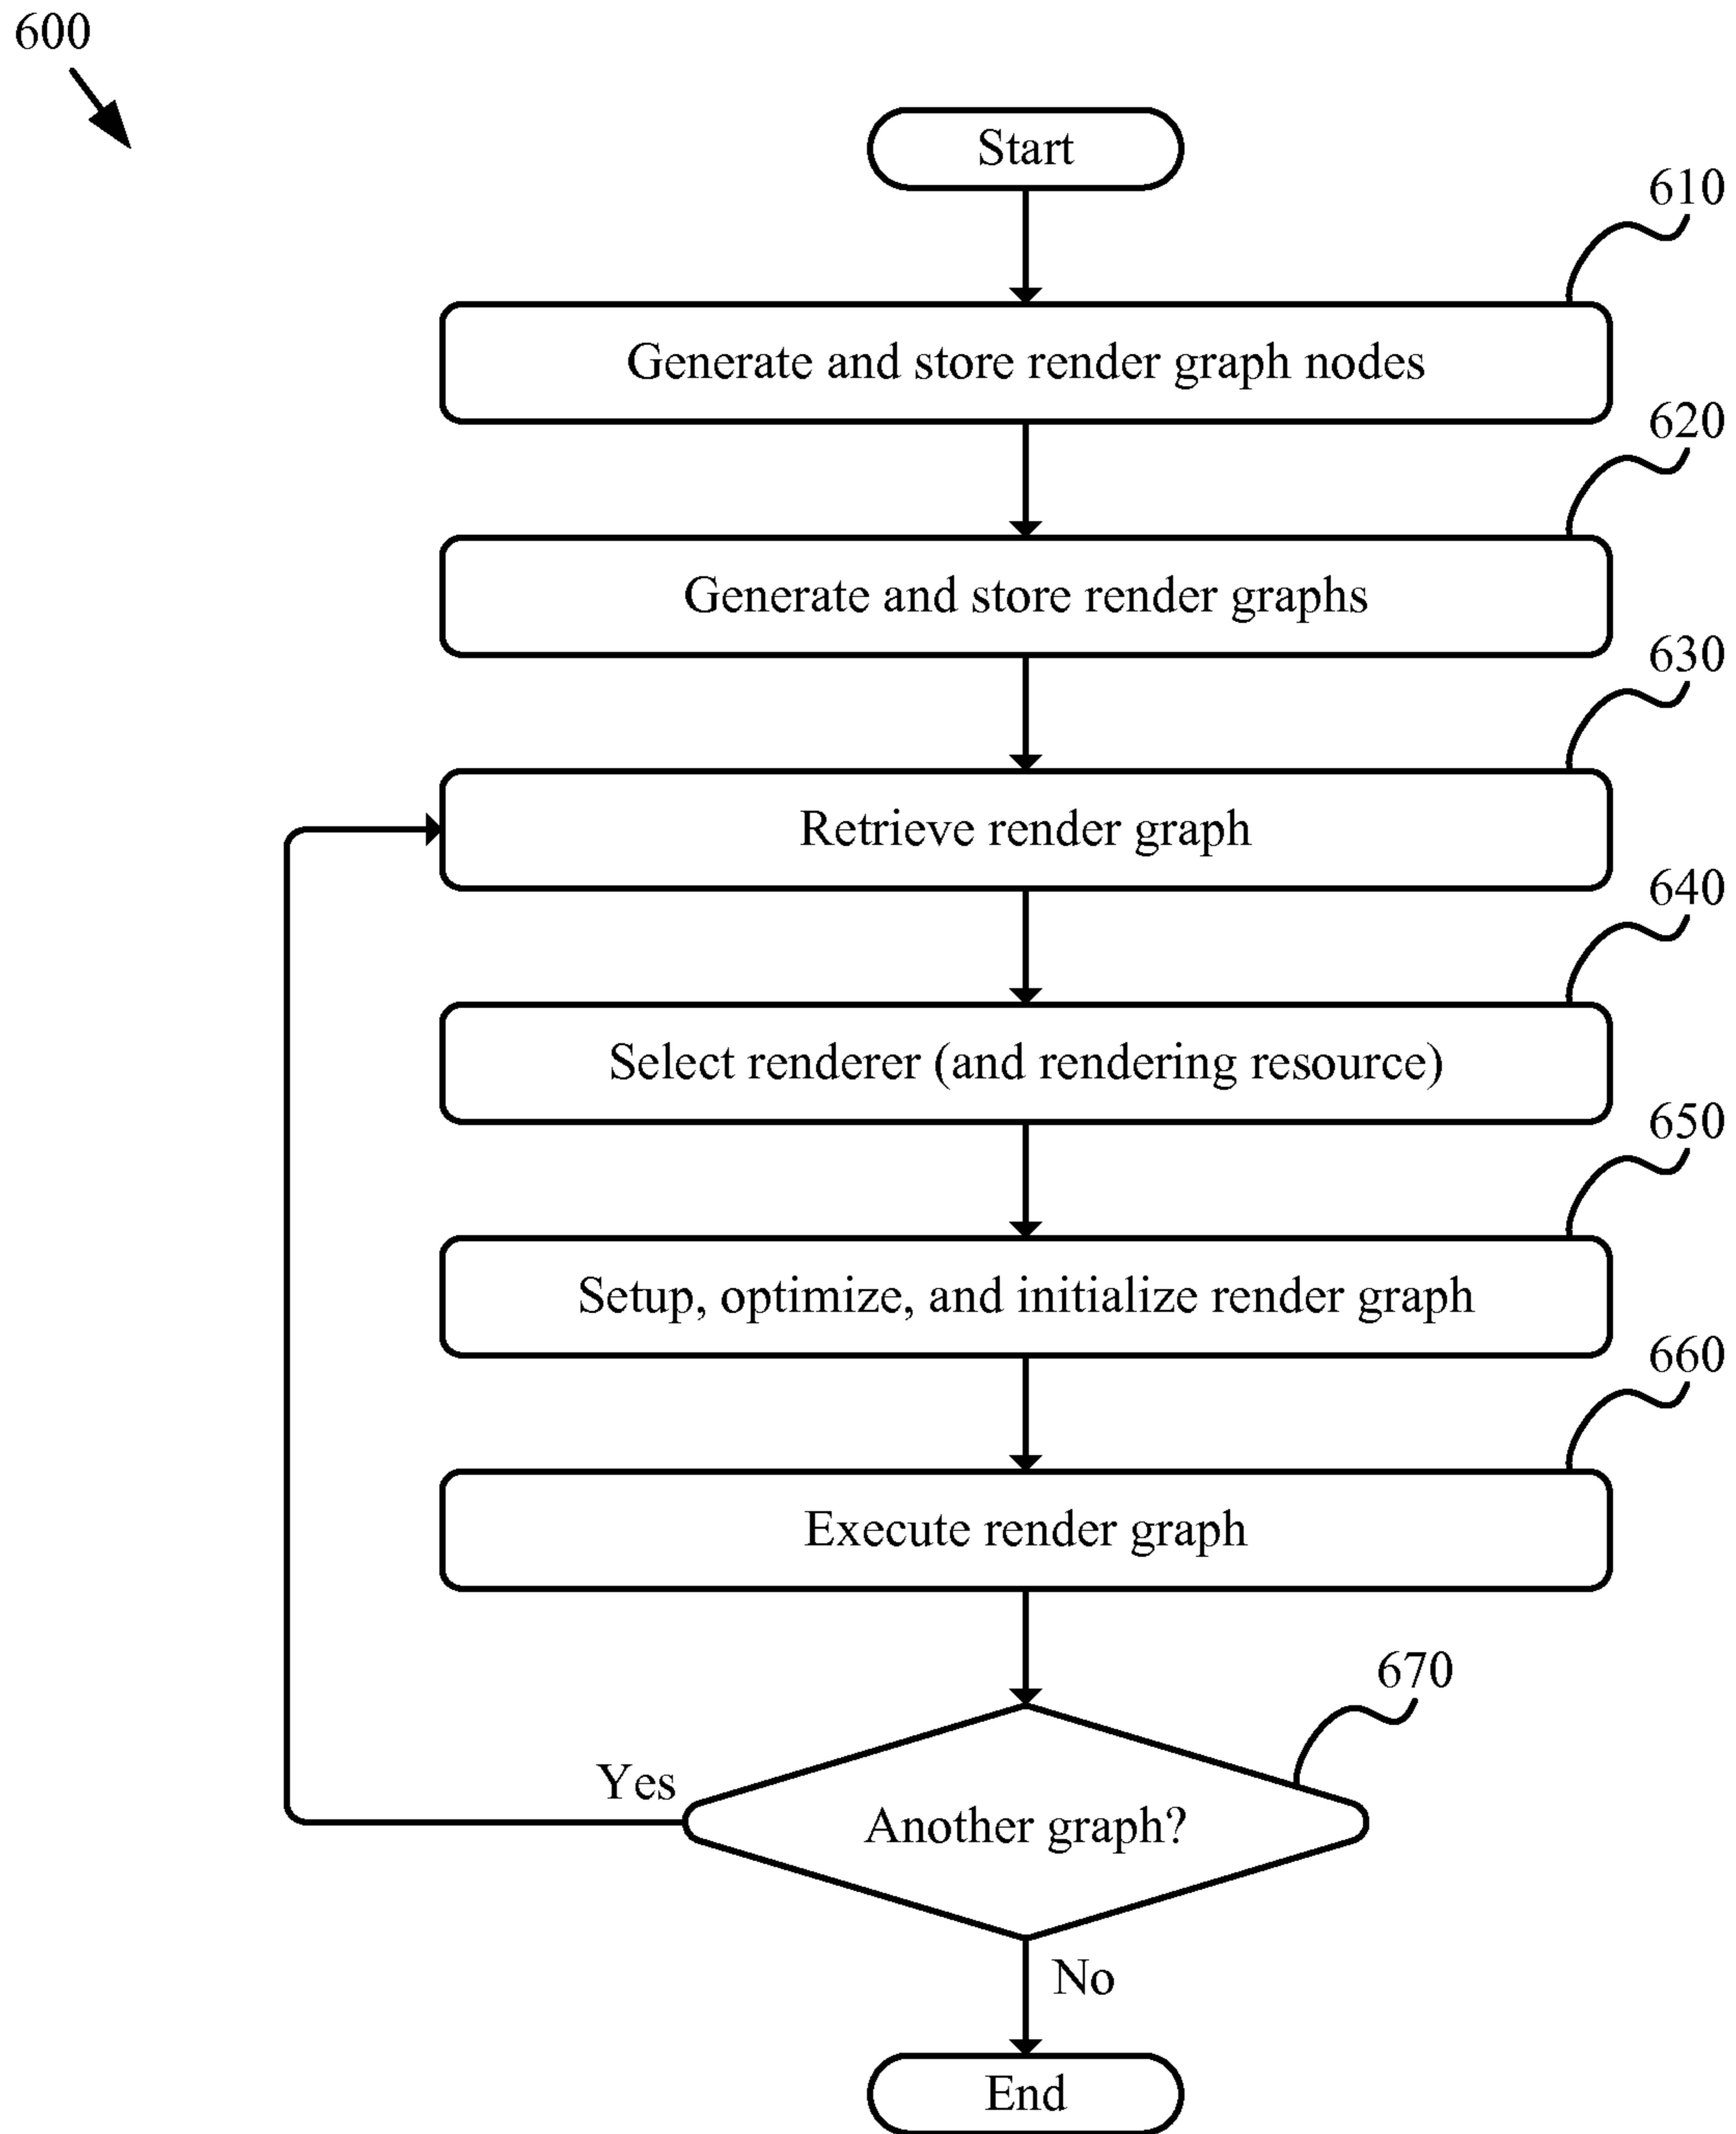 600
Start
610
Generate and store render graph nodes
620
Generate and store render graphs
630
Retrieve render graph
640
Select renderer (and rendering resource)
650
Setup, optimize, and initialize render graph
660
Execute render graph
670
Yes
Another graph?
No
End